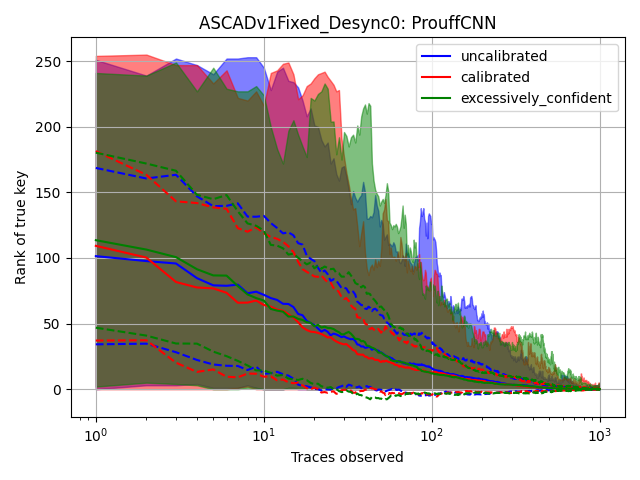 ASCADv1Fixed_Desync0: ProuffCNN
uncalibrated
calibrated
excessively_confident
250
200
150
100
50
0
Rank of true key
10^0
10^1
10^2
10^3
Traces observed